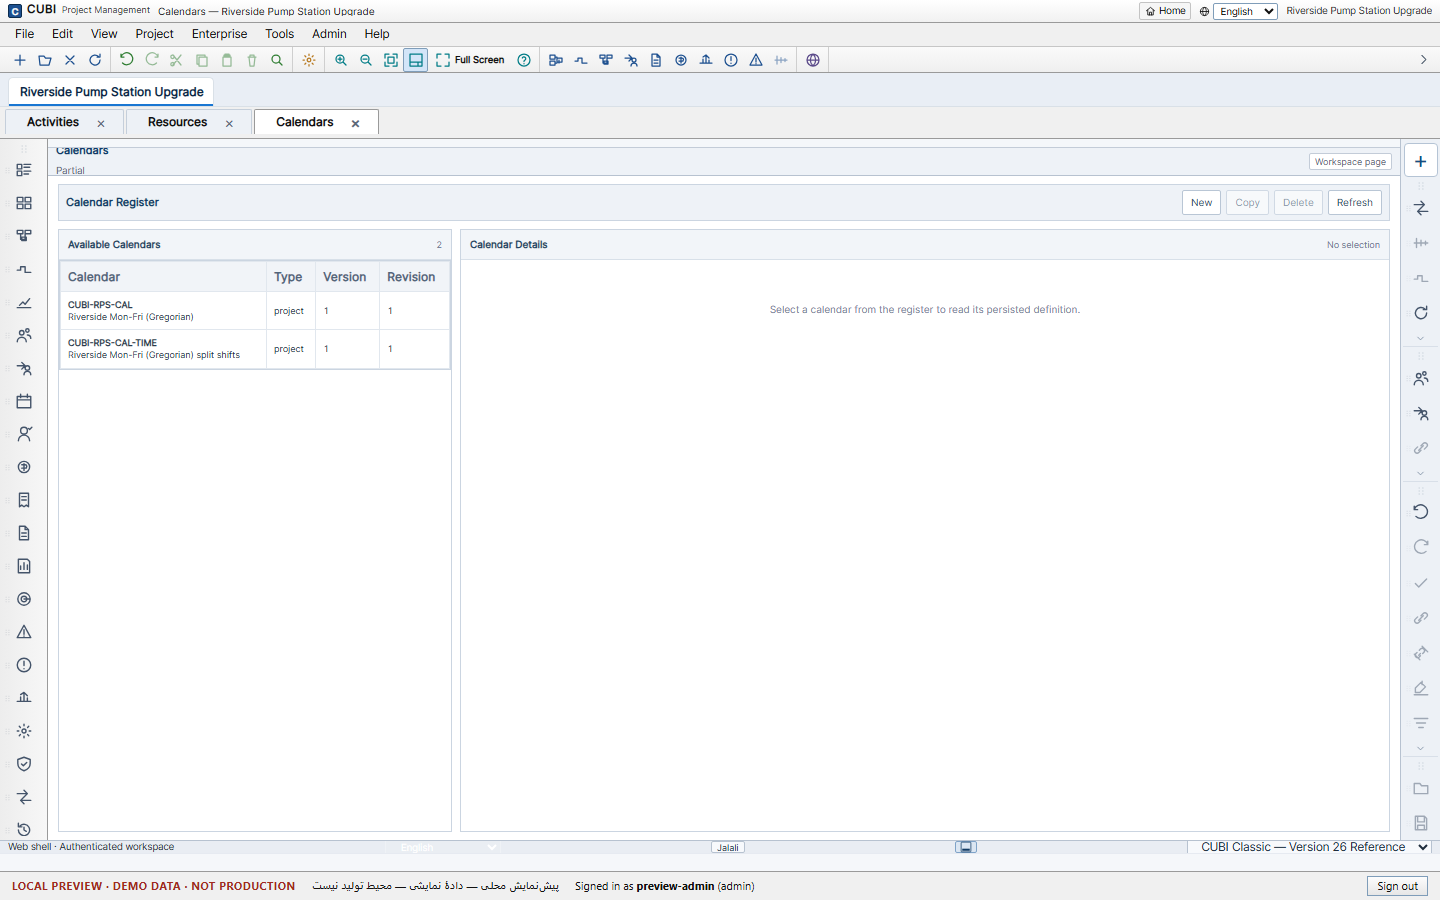 CUBI Project Management Calendars — Riverside Pump Station Upgrade Home English Riverside Pump Station Upgrade
File Edit View Project Enterprise Tools Admin Help
Full Screen
Riverside Pump Station Upgrade
Activities Resources Calendars
Calendars
Partial
Workspace page
Calendar Register New Copy Delete Refresh
Available Calendars 2
Calendar Type Version Revision
CUBI-RPS-CAL
Riverside Mon-Fri (Gregorian) project 1 1
CUBI-RPS-CAL-TIME
Riverside Mon-Fri (Gregorian) split shifts project 1 1
Calendar Details No selection
Select a calendar from the register to read its persisted definition.
Web shell · Authenticated workspace English Jalali CUBI Classic — Version 26 Reference
LOCAL PREVIEW · DEMO DATA · NOT PRODUCTION پیش‌نمایش محلی — دادهٔ نمایشی — محیط تولید نیست Signed in as preview-admin (admin) Sign out